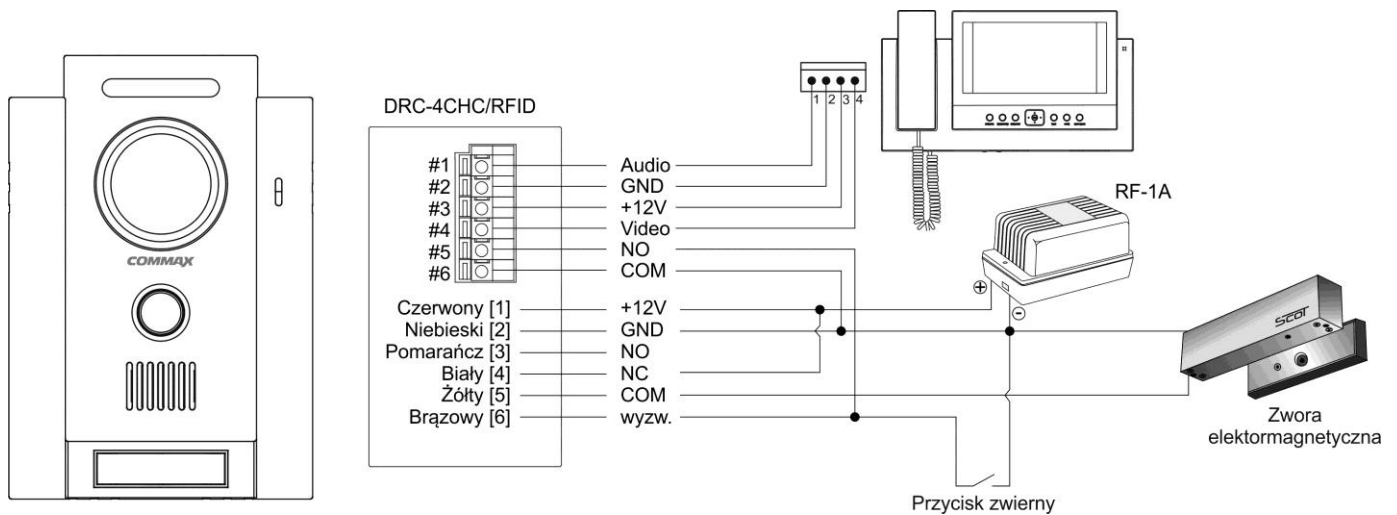 COMMAX
DRC-4CHC/RFID
#1
#2
#3
#4
#5
#6
Audio
GND
+12V
Video
NO
COM
Czerwony [1]
Niebieski [2]
Pomarańcz [3]
Biały [4]
Żółty [5]
Brązowy [6]
+12V
GND
NO
NC
COM
wyzw.
1 2 3 4
RF-1A
+
−
SCOT
Zwora
elektormagnetyczna
Przycisk zwierny